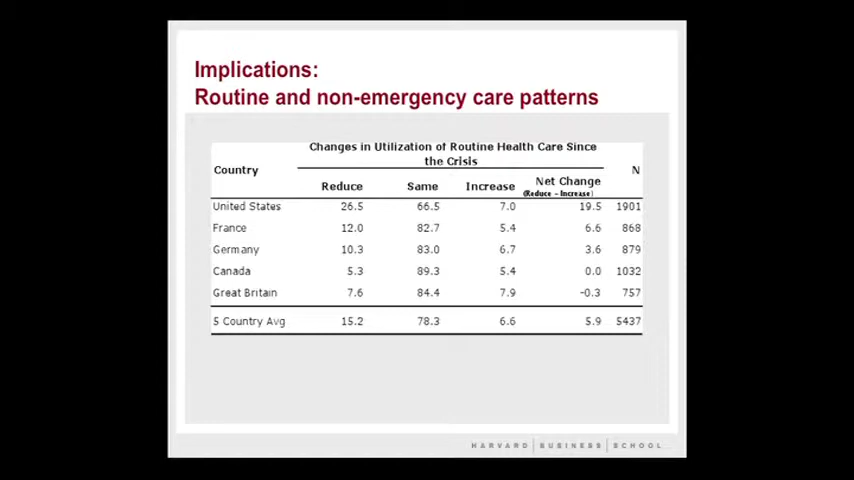 Implications:
Routine and non-emergency care patterns
Changes in Utilization of Routine Health Care Since
the Crisis
Country N
Reduce Same Increase Net Change
(Reduce – Increase)
United States 26.5 66.5 7.0 19.5 1901
France 12.0 82.7 5.4 6.6 868
Germany 10.3 83.0 6.7 3.6 879
Canada 5.3 89.3 5.4 0.0 1032
Great Britain 7.6 84.4 7.9 -0.3 757
5 Country Avg 15.2 78.3 6.6 5.9 5437
HARVARD BUSINESS SCHOOL